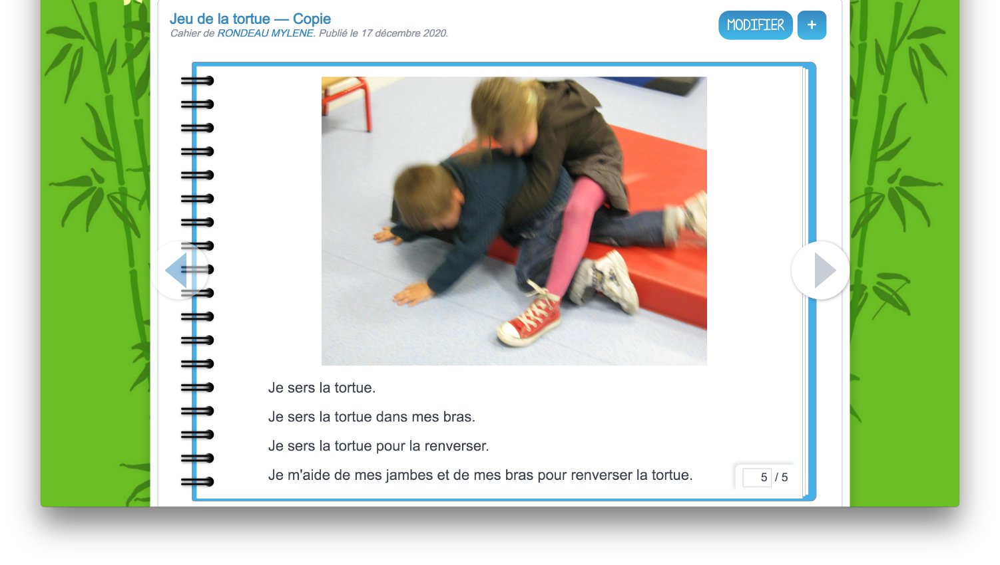 Jeu de la tortue — Copie
Cahier de RONDEAU MYLENE. Publié le 17 décembre 2020.
MODIFIER +
Je sers la tortue.
Je sers la tortue dans mes bras.
Je sers la tortue pour la renverser.
Je m'aide de mes jambes et de mes bras pour renverser la tortue.
5 / 5